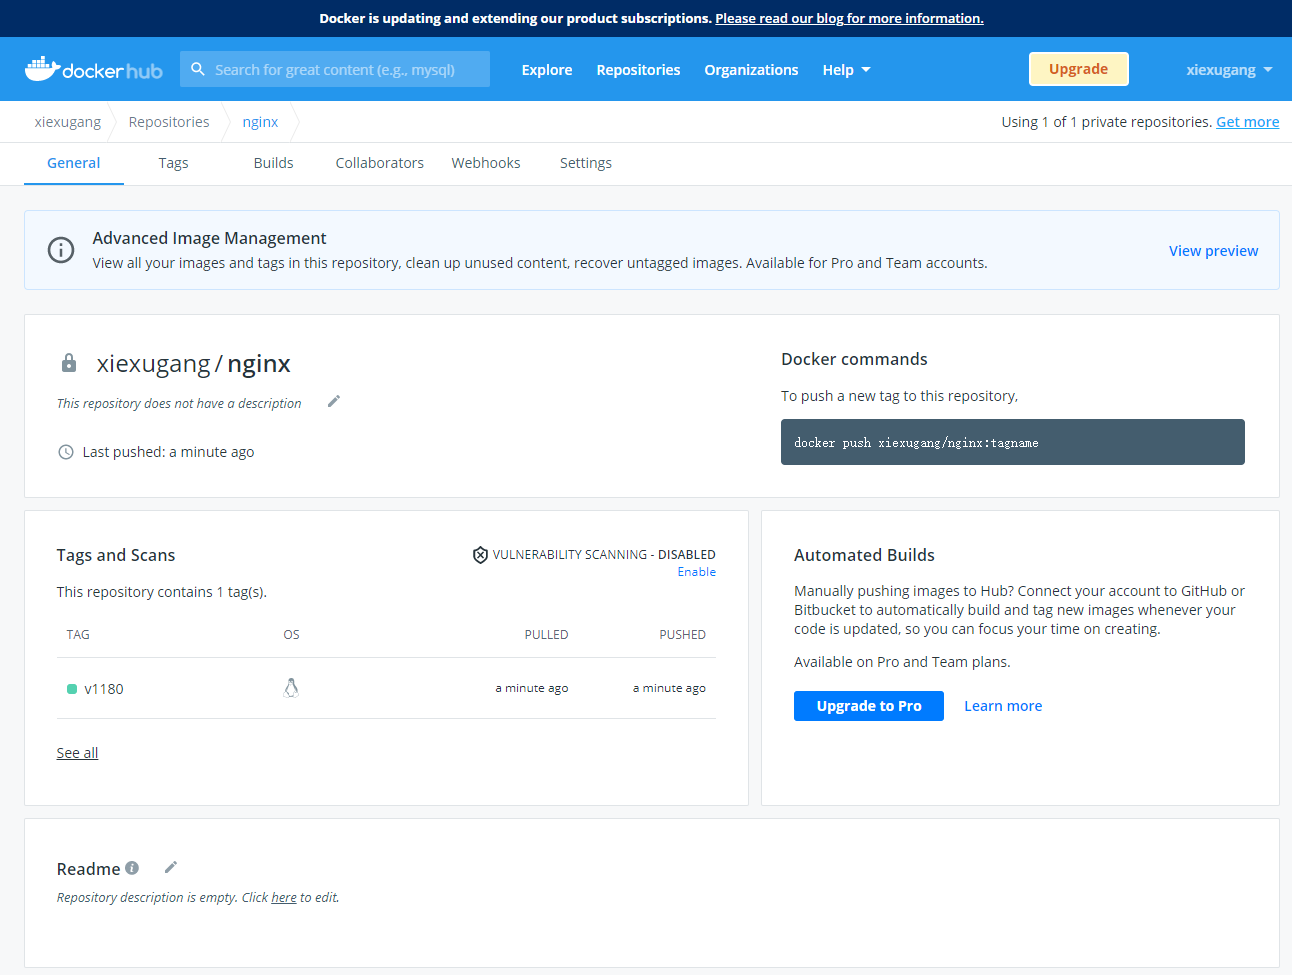 Docker is updating and extending our product subscriptions. Please read our blog for more information.
docker hub
Search for great content (e.g., mysql)
Explore
Repositories
Organizations
Help
Upgrade
xiexugang
xiexugang
Repositories
nginx
Using 1 of 1 private repositories. Get more
General
Tags
Builds
Collaborators
Webhooks
Settings
Advanced Image Management
View all your images and tags in this repository, clean up unused content, recover untagged images. Available for Pro and Team accounts.
View preview
xiexugang / nginx
This repository does not have a description
Last pushed: a minute ago
Docker commands
To push a new tag to this repository,
docker push xiexugang/nginx:tagname
Tags and Scans
VULNERABILITY SCANNING - DISABLED
Enable
This repository contains 1 tag(s).
TAG
OS
PULLED
PUSHED
v1180
a minute ago
a minute ago
See all
Automated Builds
Manually pushing images to Hub? Connect your account to GitHub or
Bitbucket to automatically build and tag new images whenever your
code is updated, so you can focus your time on creating.
Available on Pro and Team plans.
Upgrade to Pro
Learn more
Readme
Repository description is empty. Click here to edit.